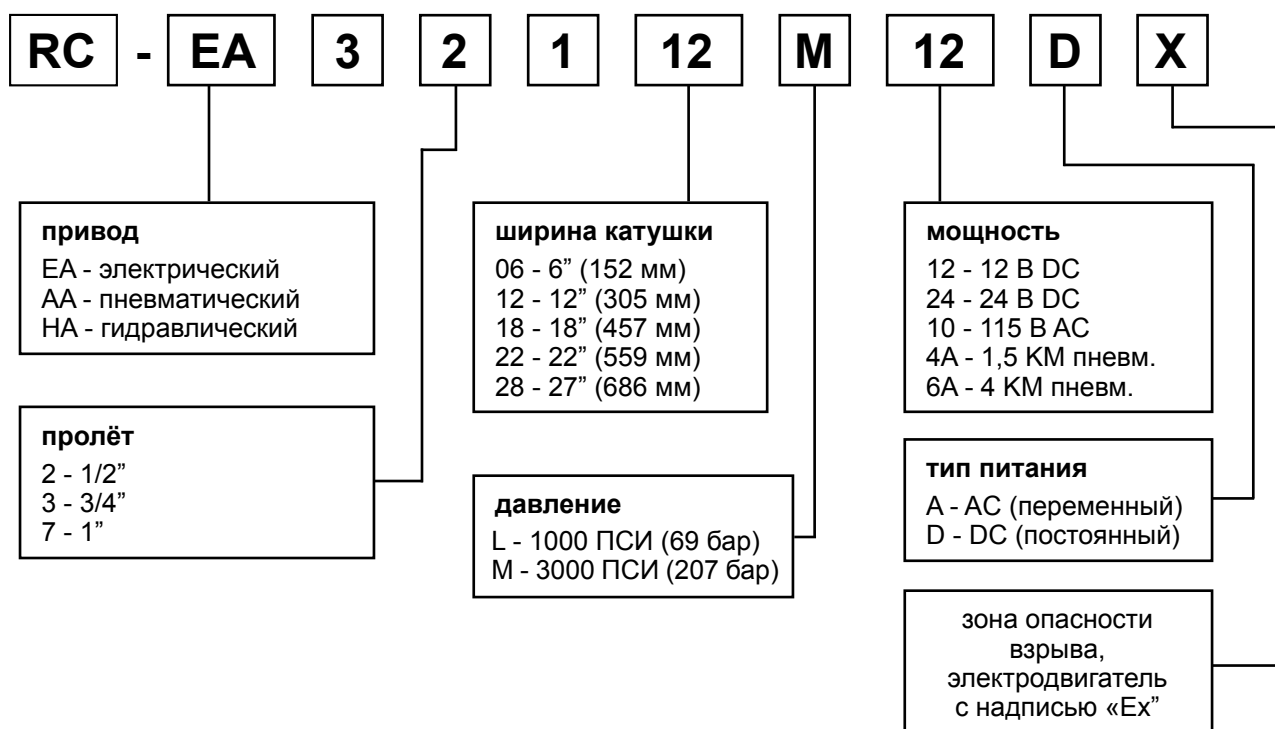 RC - EA 3 2 1 12 M 12 D X
привод
EA - электрический
AA - пневматический
HA - гидравлический
пролёт
2 - 1/2”
3 - 3/4”
7 - 1”
ширина катушки
06 - 6” (152 мм)
12 - 12” (305 мм)
18 - 18” (457 мм)
22 - 22” (559 мм)
28 - 27” (686 мм)
давление
L - 1000 ПСИ (69 бар)
M - 3000 ПСИ (207 бар)
мощность
12 - 12 В DC
24 - 24 В DC
10 - 115 В AC
4A - 1,5 KM пневм.
6A - 4 KM пневм.
тип питания
A - AC (переменный)
D - DC (постоянный)
зона опасности
взрыва,
электродвигатель
с надписью «Ex”